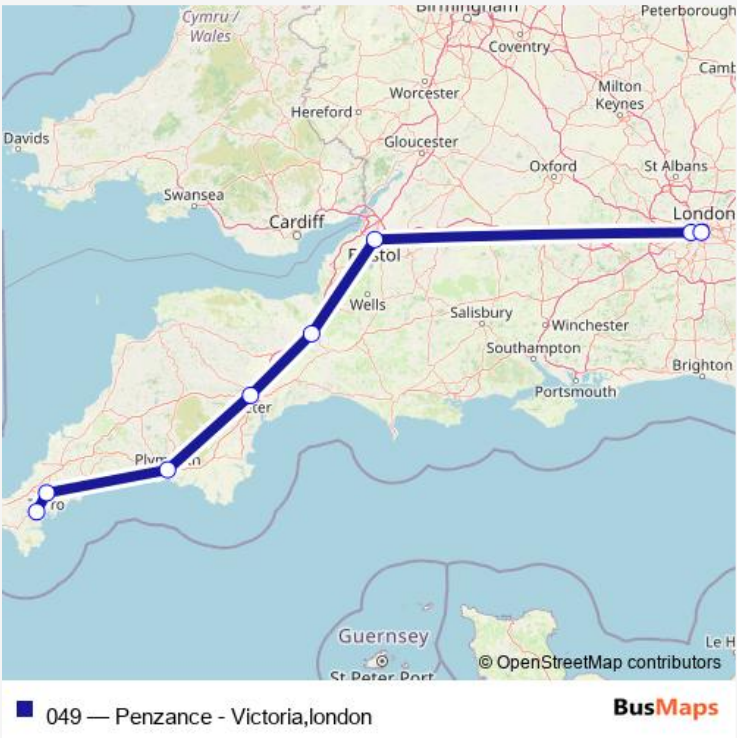 Birmingham
Peterborough
Cymru /
Wales
Coventry
Camb
Worcester
Milton
Keynes
Hereford
Davids
Gloucester
Oxford
St Albans
Swansea
Cardiff
London
Wells
Salisbury
Winchester
Southampton
Brighton
Portsmouth
Guernsey
Le H
© OpenStreetMap contributors
St Peter Port
049 — Penzance - Victoria,london
BusMaps